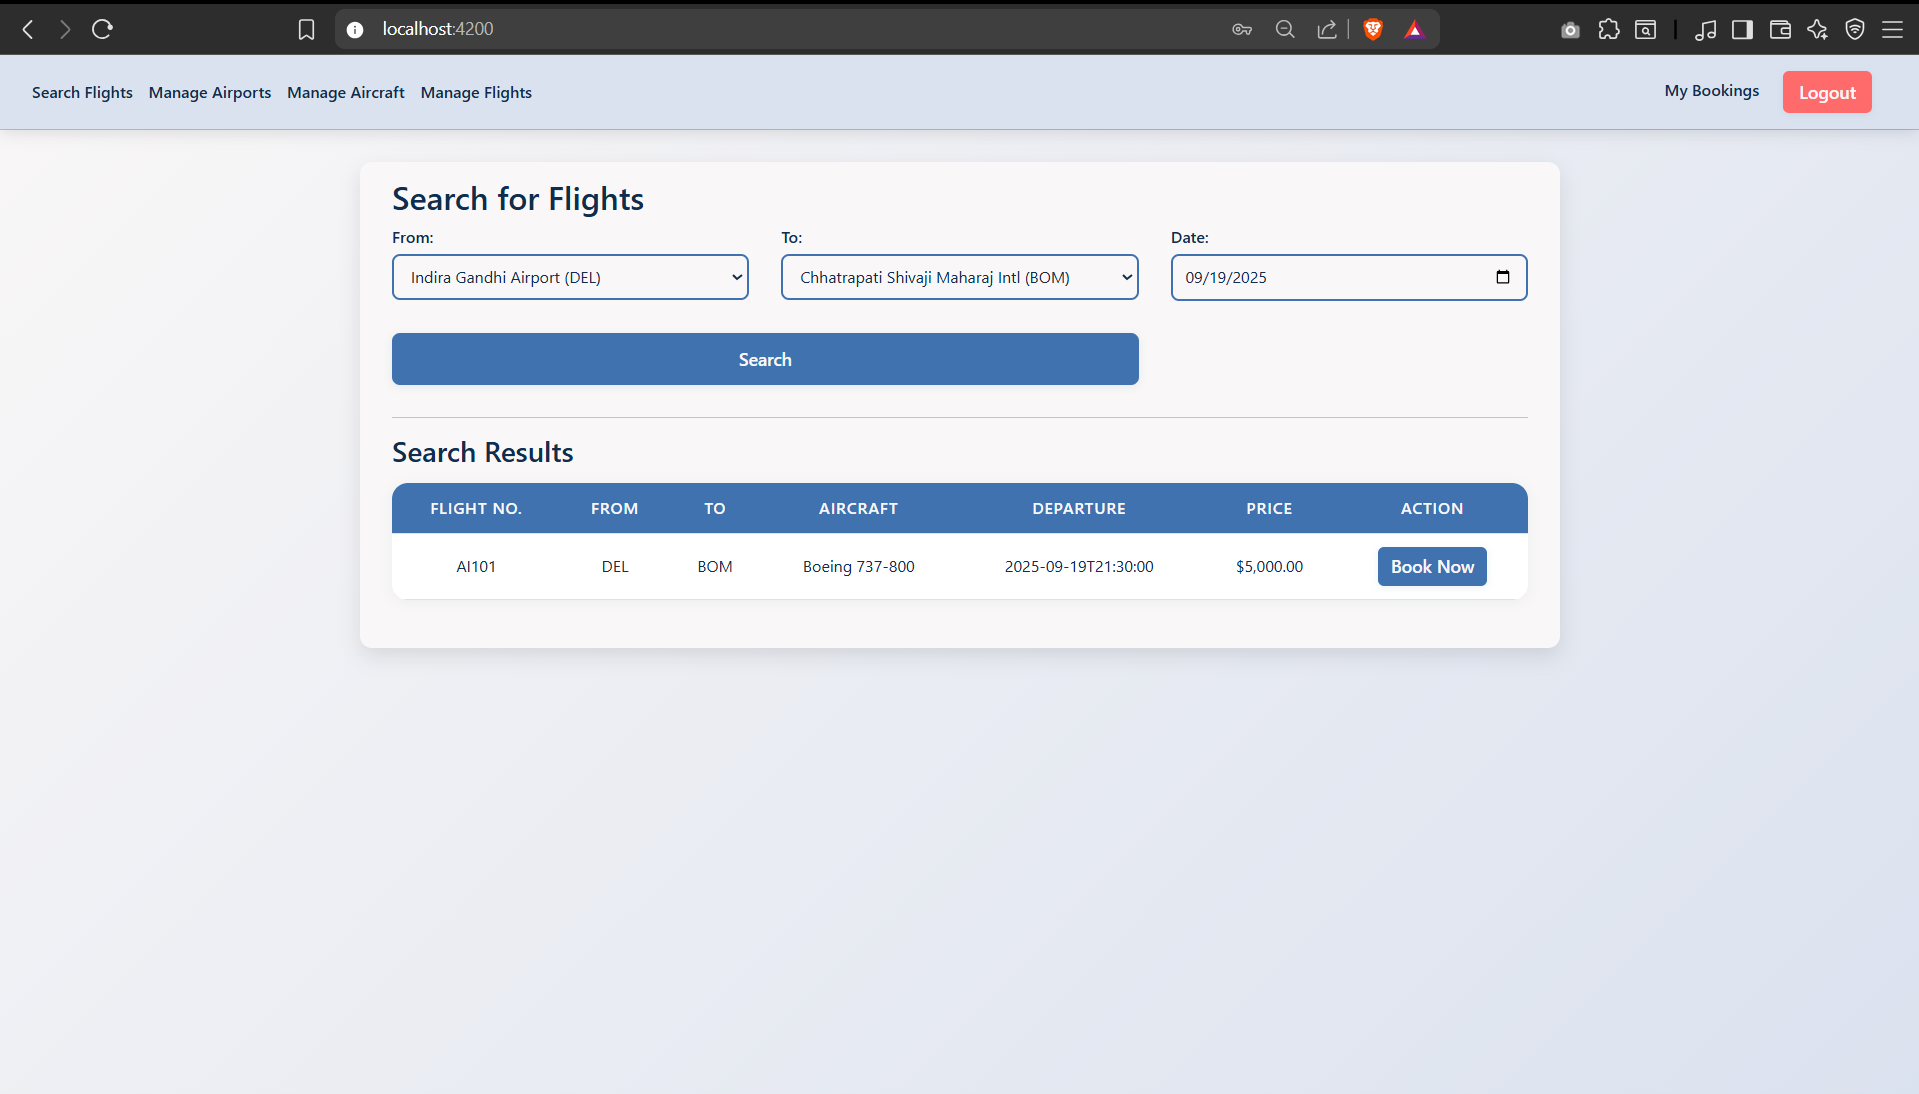 localhost:4200
Search Flights Manage Airports Manage Aircraft Manage Flights My Bookings Logout
Search for Flights
From: To: Date:
Indira Gandhi Airport (DEL) Chhatrapati Shivaji Maharaj Intl (BOM) 09/19/2025
Search
Search Results
FLIGHT NO. FROM TO AIRCRAFT DEPARTURE PRICE ACTION
AI101 DEL BOM Boeing 737-800 2025-09-19T21:30:00 $5,000.00 Book Now